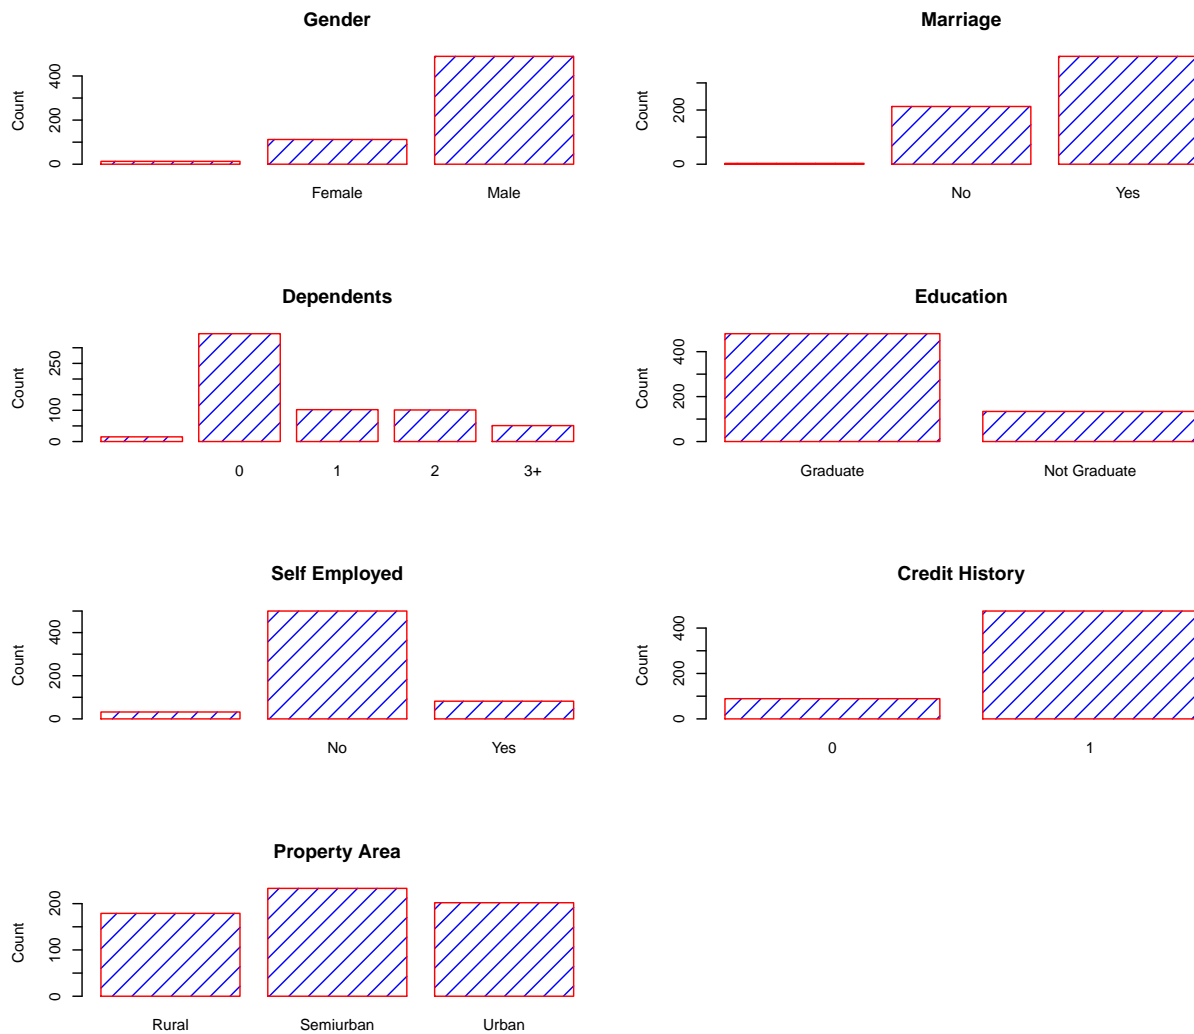 Gender
Count
0
200
400
Female
Male
Marriage
Count
0
200
No
Yes
Dependents
Count
0
100
250
0
1
2
3+
Education
Count
0
200
400
Graduate
Not Graduate
Self Employed
Count
0
200
400
No
Yes
Credit History
Count
0
200
400
0
1
Property Area
Count
0
100
200
Rural
Semiurban
Urban